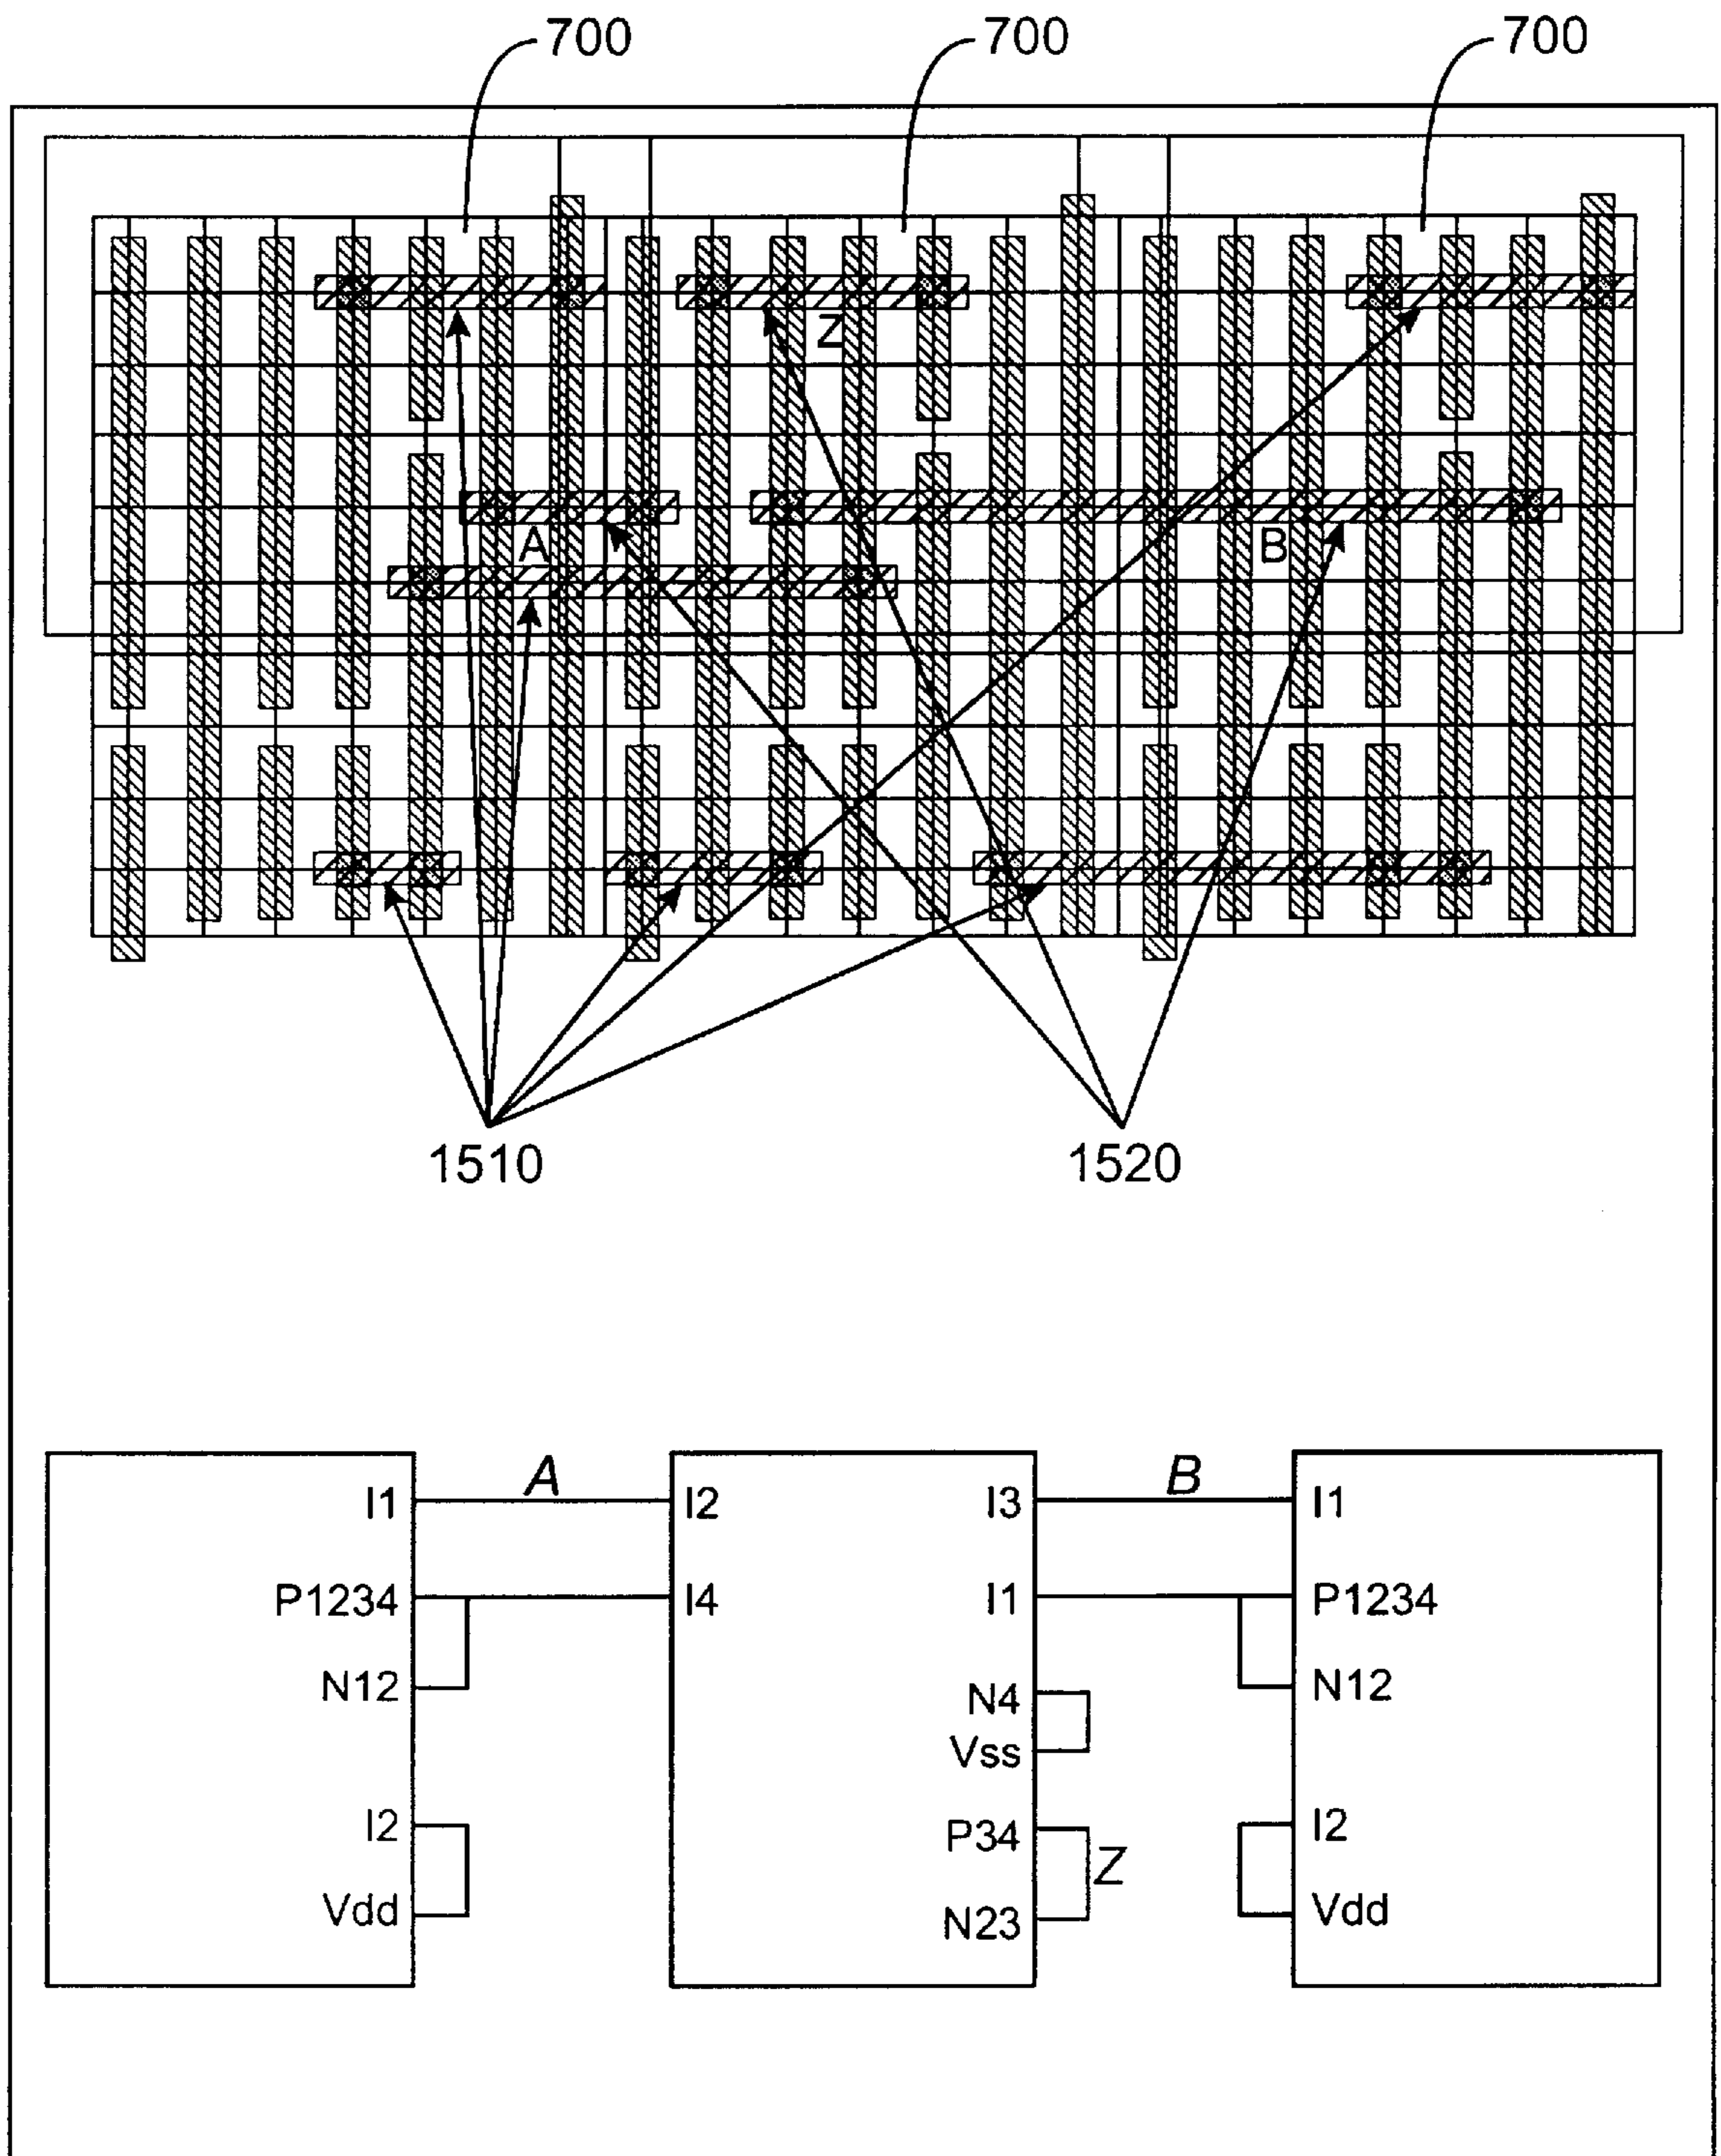 700 700 700
Z
A B
1510 1520
A B
I1 I2 I3 I1
P1234 I4 I1 P1234
N12 N4 N12
Vss
I2 P34 I2
Z
Vdd N23 Vdd